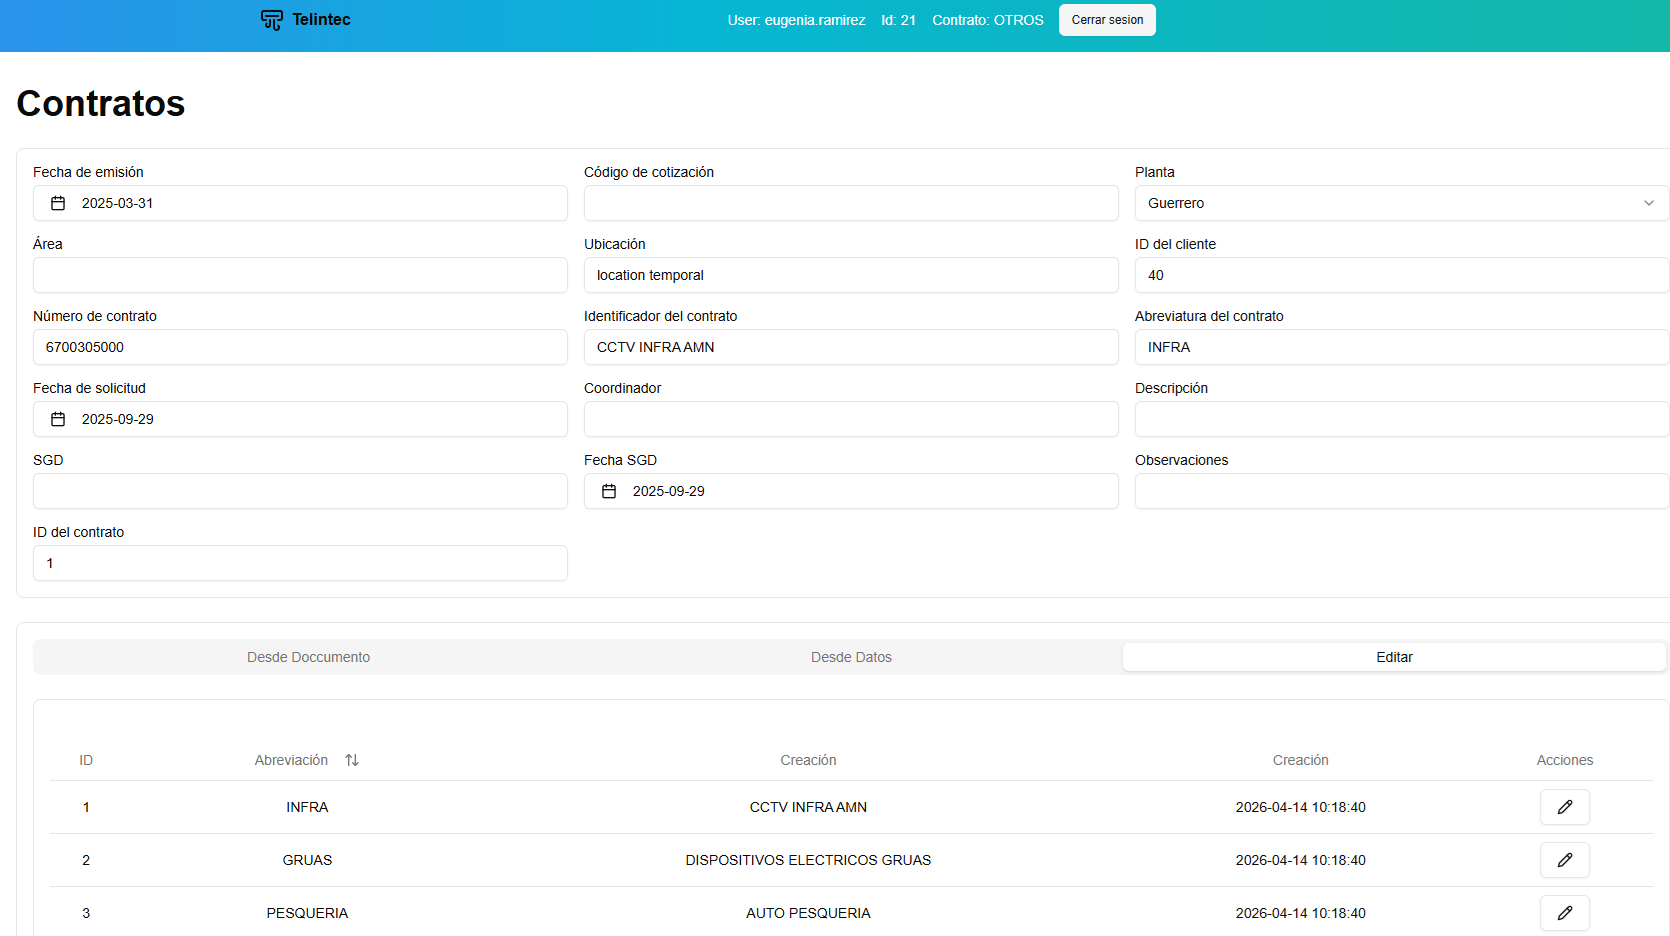 Telintec
User: eugenia.ramirez Id: 21 Contrato: OTROS Cerrar sesion
Contratos
Fecha de emisión Código de cotización Planta
2025-03-31 Guerrero
Área Ubicación ID del cliente
location temporal 40
Número de contrato Identificador del contrato Abreviatura del contrato
6700305000 CCTV INFRA AMN INFRA
Fecha de solicitud Coordinador Descripción
2025-09-29
SGD Fecha SGD Observaciones
2025-09-29
ID del contrato
1
Desde Doccumento Desde Datos Editar
ID Abreviación Creación Creación Acciones
1 INFRA CCTV INFRA AMN 2026-04-14 10:18:40
2 GRUAS DISPOSITIVOS ELECTRICOS GRUAS 2026-04-14 10:18:40
3 PESQUERIA AUTO PESQUERIA 2026-04-14 10:18:40